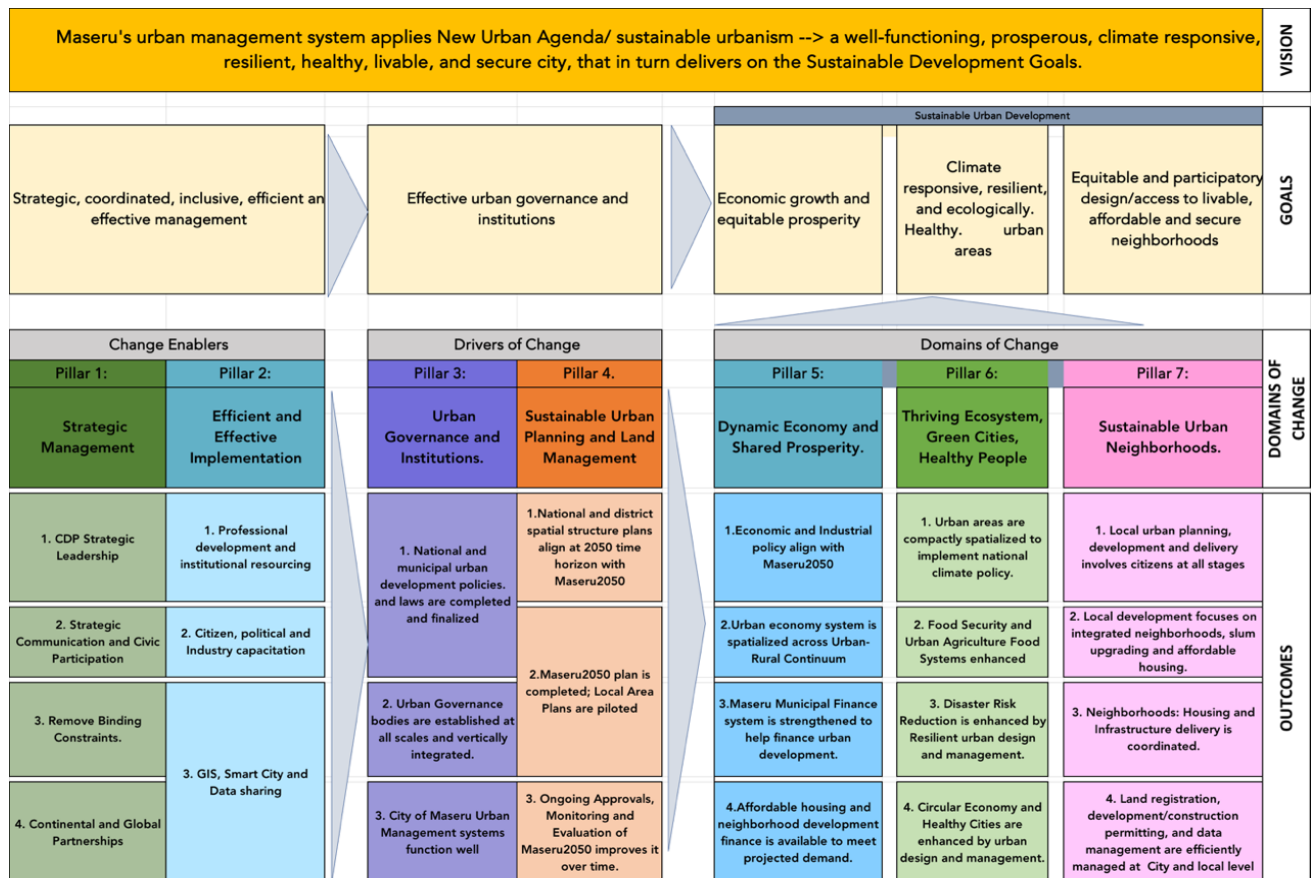 Maseru's urban management system applies New Urban Agenda/ sustainable urbanism --> a well-functioning, prosperous, climate responsive,
resilient, healthy, livable, and secure city, that in turn delivers on the Sustainable Development Goals.
VISION
Sustainable Urban Development
Strategic, coordinated, inclusive, efficient an
effective management
Effective urban governance and
institutions
Economic growth and
equitable prosperity
Climate
responsive, resilient,
and ecologically.
Healthy. urban
areas
Equitable and participatory
design/access to livable,
affordable and secure
neighborhoods
GOALS
Change Enablers
Drivers of Change
Domains of Change
Pillar 1:
Pillar 2:
Pillar 3:
Pillar 4.
Pillar 5:
Pillar 6:
Pillar 7:
Strategic
Management
Efficient and
Effective
Implementation
Urban
Governance and
Institutions.
Sustainable Urban
Planning and Land
Management
Dynamic Economy and
Shared Prosperity.
Thriving Ecosystem,
Green Cities,
Healthy People
Sustainable Urban
Neighborhoods.
DOMAINS OF
CHANGE
1. CDP Strategic
Leadership
2. Strategic
Communication and Civic
Participation
3. Remove Binding
Constraints.
4. Continental and Global
Partnerships
1. Professional
development and
institutional resourcing
2. Citizen, political and
Industry capacitation
3. GIS, Smart City and
Data sharing
1. National and
municipal urban
development policies.
and laws are completed
and finalized
2. Urban Governance
bodies are established at
all scales and vertically
integrated.
3. City of Maseru Urban
Management systems
function well
1.National and district
spatial structure plans
align at 2050 time
horizon with
Maseru2050
2.Maseru2050 plan is
completed; Local Area
Plans are piloted
3. Ongoing Approvals,
Monitoring and
Evaluation of
Maseru2050 improves it
over time.
1.Economic and Industrial
policy align with
Maseru2050
2.Urban economy system is
spatialized across Urban-
Rural Continuum
3.Maseru Municipal Finance
system is strengthened to
help finance urban
development.
4.Affordable housing and
neighborhood development
finance is available to meet
projected demand.
1. Urban areas are
compactly spatialized to
implement national
climate policy.
2. Food Security and
Urban Agriculture Food
Systems enhanced
3. Disaster Risk
Reduction is enhanced by
Resilient urban design
and management.
4. Circular Economy and
Healthy Cities are
enhanced by urban
design and management.
1. Local urban planning,
development and delivery
involves citizens at all stages
2. Local development focuses on
integrated neighborhoods, slum
upgrading and affordable
housing.
3. Neighborhoods: Housing and
Infrastructure delivery is
coordinated.
4. Land registration,
development/construction
permitting, and data
management are efficiently
managed at City and local level
OUTCOMES